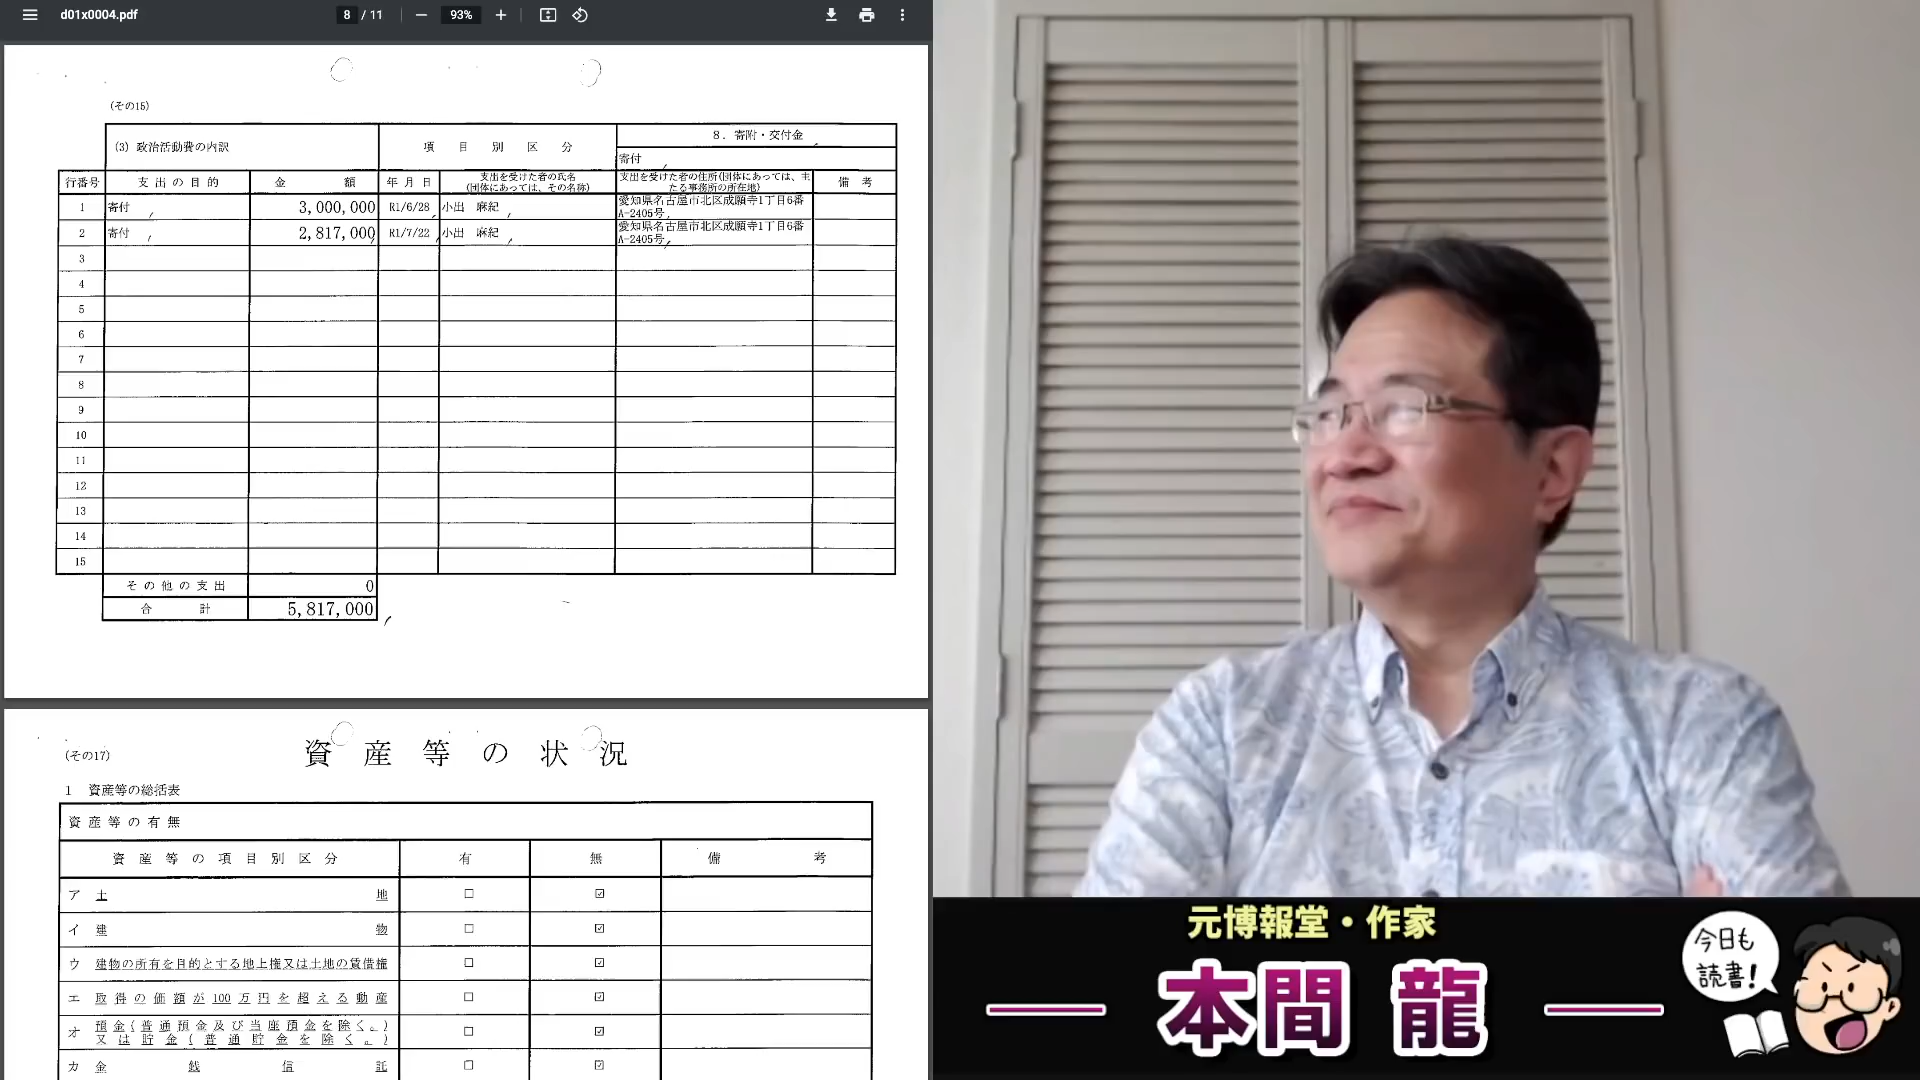 d01x0004.pdf
8 / 11
93%
(その15)
(3) 政治活動費の内訳
項 目 別 区 分
8. 寄附・交付金
寄付
行番号
支 出 の 目 的
金 額
年 月 日
支出を受けた者の氏名
(団体にあっては、その名称)
支出を受けた者の住所(団体にあっては、主
たる事務所の所在地)
備 考
1 寄付 3,000,000 R1/6/28 小出 麻紀 愛知県名古屋市北区成願寺1丁目6番
A-2405号
2 寄付 2,817,000 R1/7/22 小出 麻紀 愛知県名古屋市北区成願寺1丁目6番
A-2405号
3
4
5
6
7
8
9
10
11
12
13
14
15
その他の支出 0
合 計 5,817,000
(その17)
資産等の状況
1 資産等の総括表
資産等の有無
資産等の項目別区分 有 無 備 考
ア 土 地 □ ☑
イ 建 物 □ ☑
ウ 建物の所有を目的とする地上権又は土地の賃借権 □ ☑
エ 取得の価額が100万円を超える動産 □ ☑
オ 預金(普通預金及び当座預金を除く。)
又は貯金(普通貯金を除く。) □ ☑
カ 金 銭 信 託 □ ☑
元博報堂・作家
本間 龍
今日も
読書!